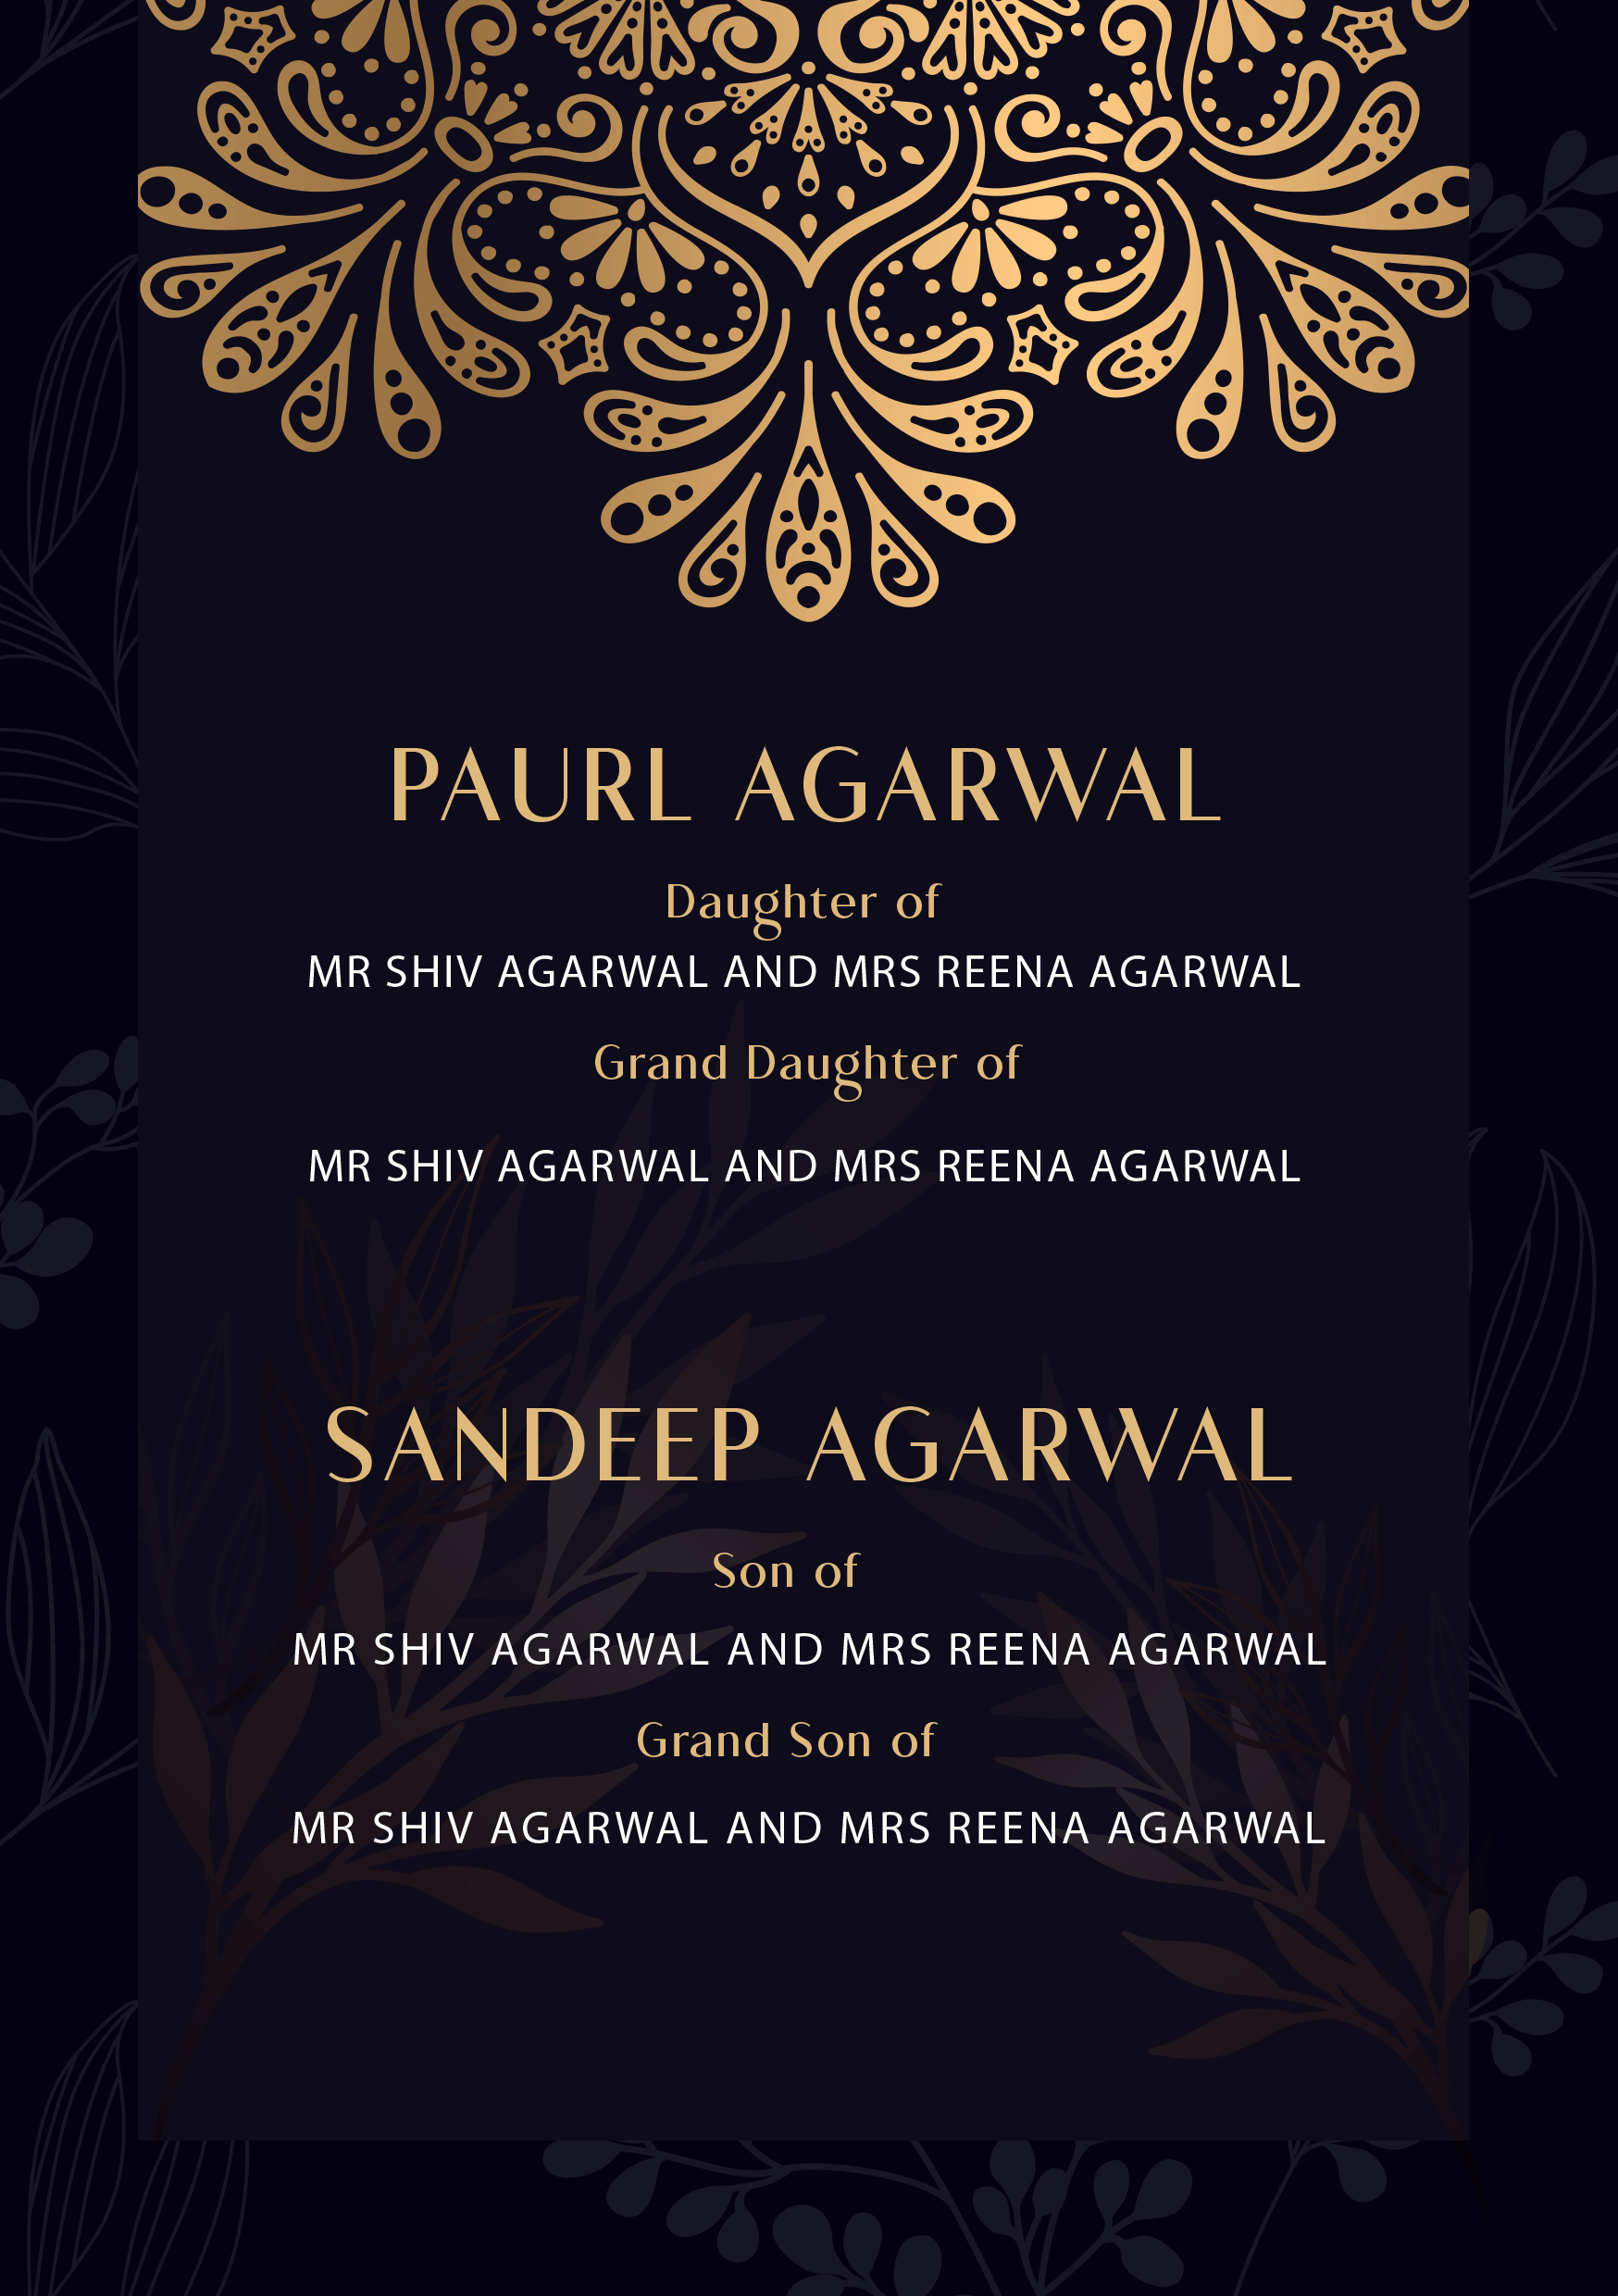 PAURL AGARWAL
Daughter of
MR SHIV AGARWAL AND MRS REENA AGARWAL
Grand Daughter of
MR SHIV AGARWAL AND MRS REENA AGARWAL
SANDEEP AGARWAL
Son of
MR SHIV AGARWAL AND MRS REENA AGARWAL
Grand Son of
MR SHIV AGARWAL AND MRS REENA AGARWAL